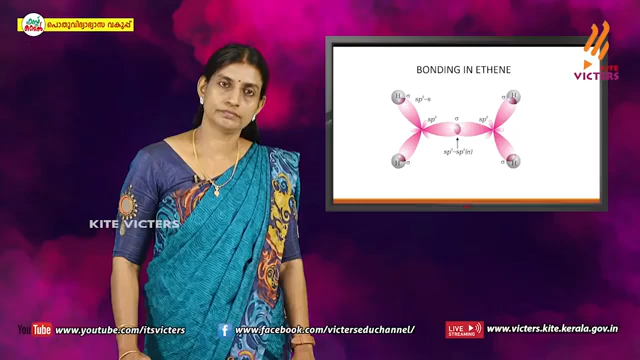 പൊതുവിദ്യാഭ്യാസ വകുപ്പ്
KITE
VICTERS
BONDING IN ETHENE
H σ sp²–s σ H
sp² σ sp²
sp²–sp²(σ)
H σ σ H
KITE VICTERS
YouTube www.youtube.com/itsvicters
f www.facebook.com/victerseduchannel/
LIVE
STREAMING
www.victers.kite.kerala.gov.in